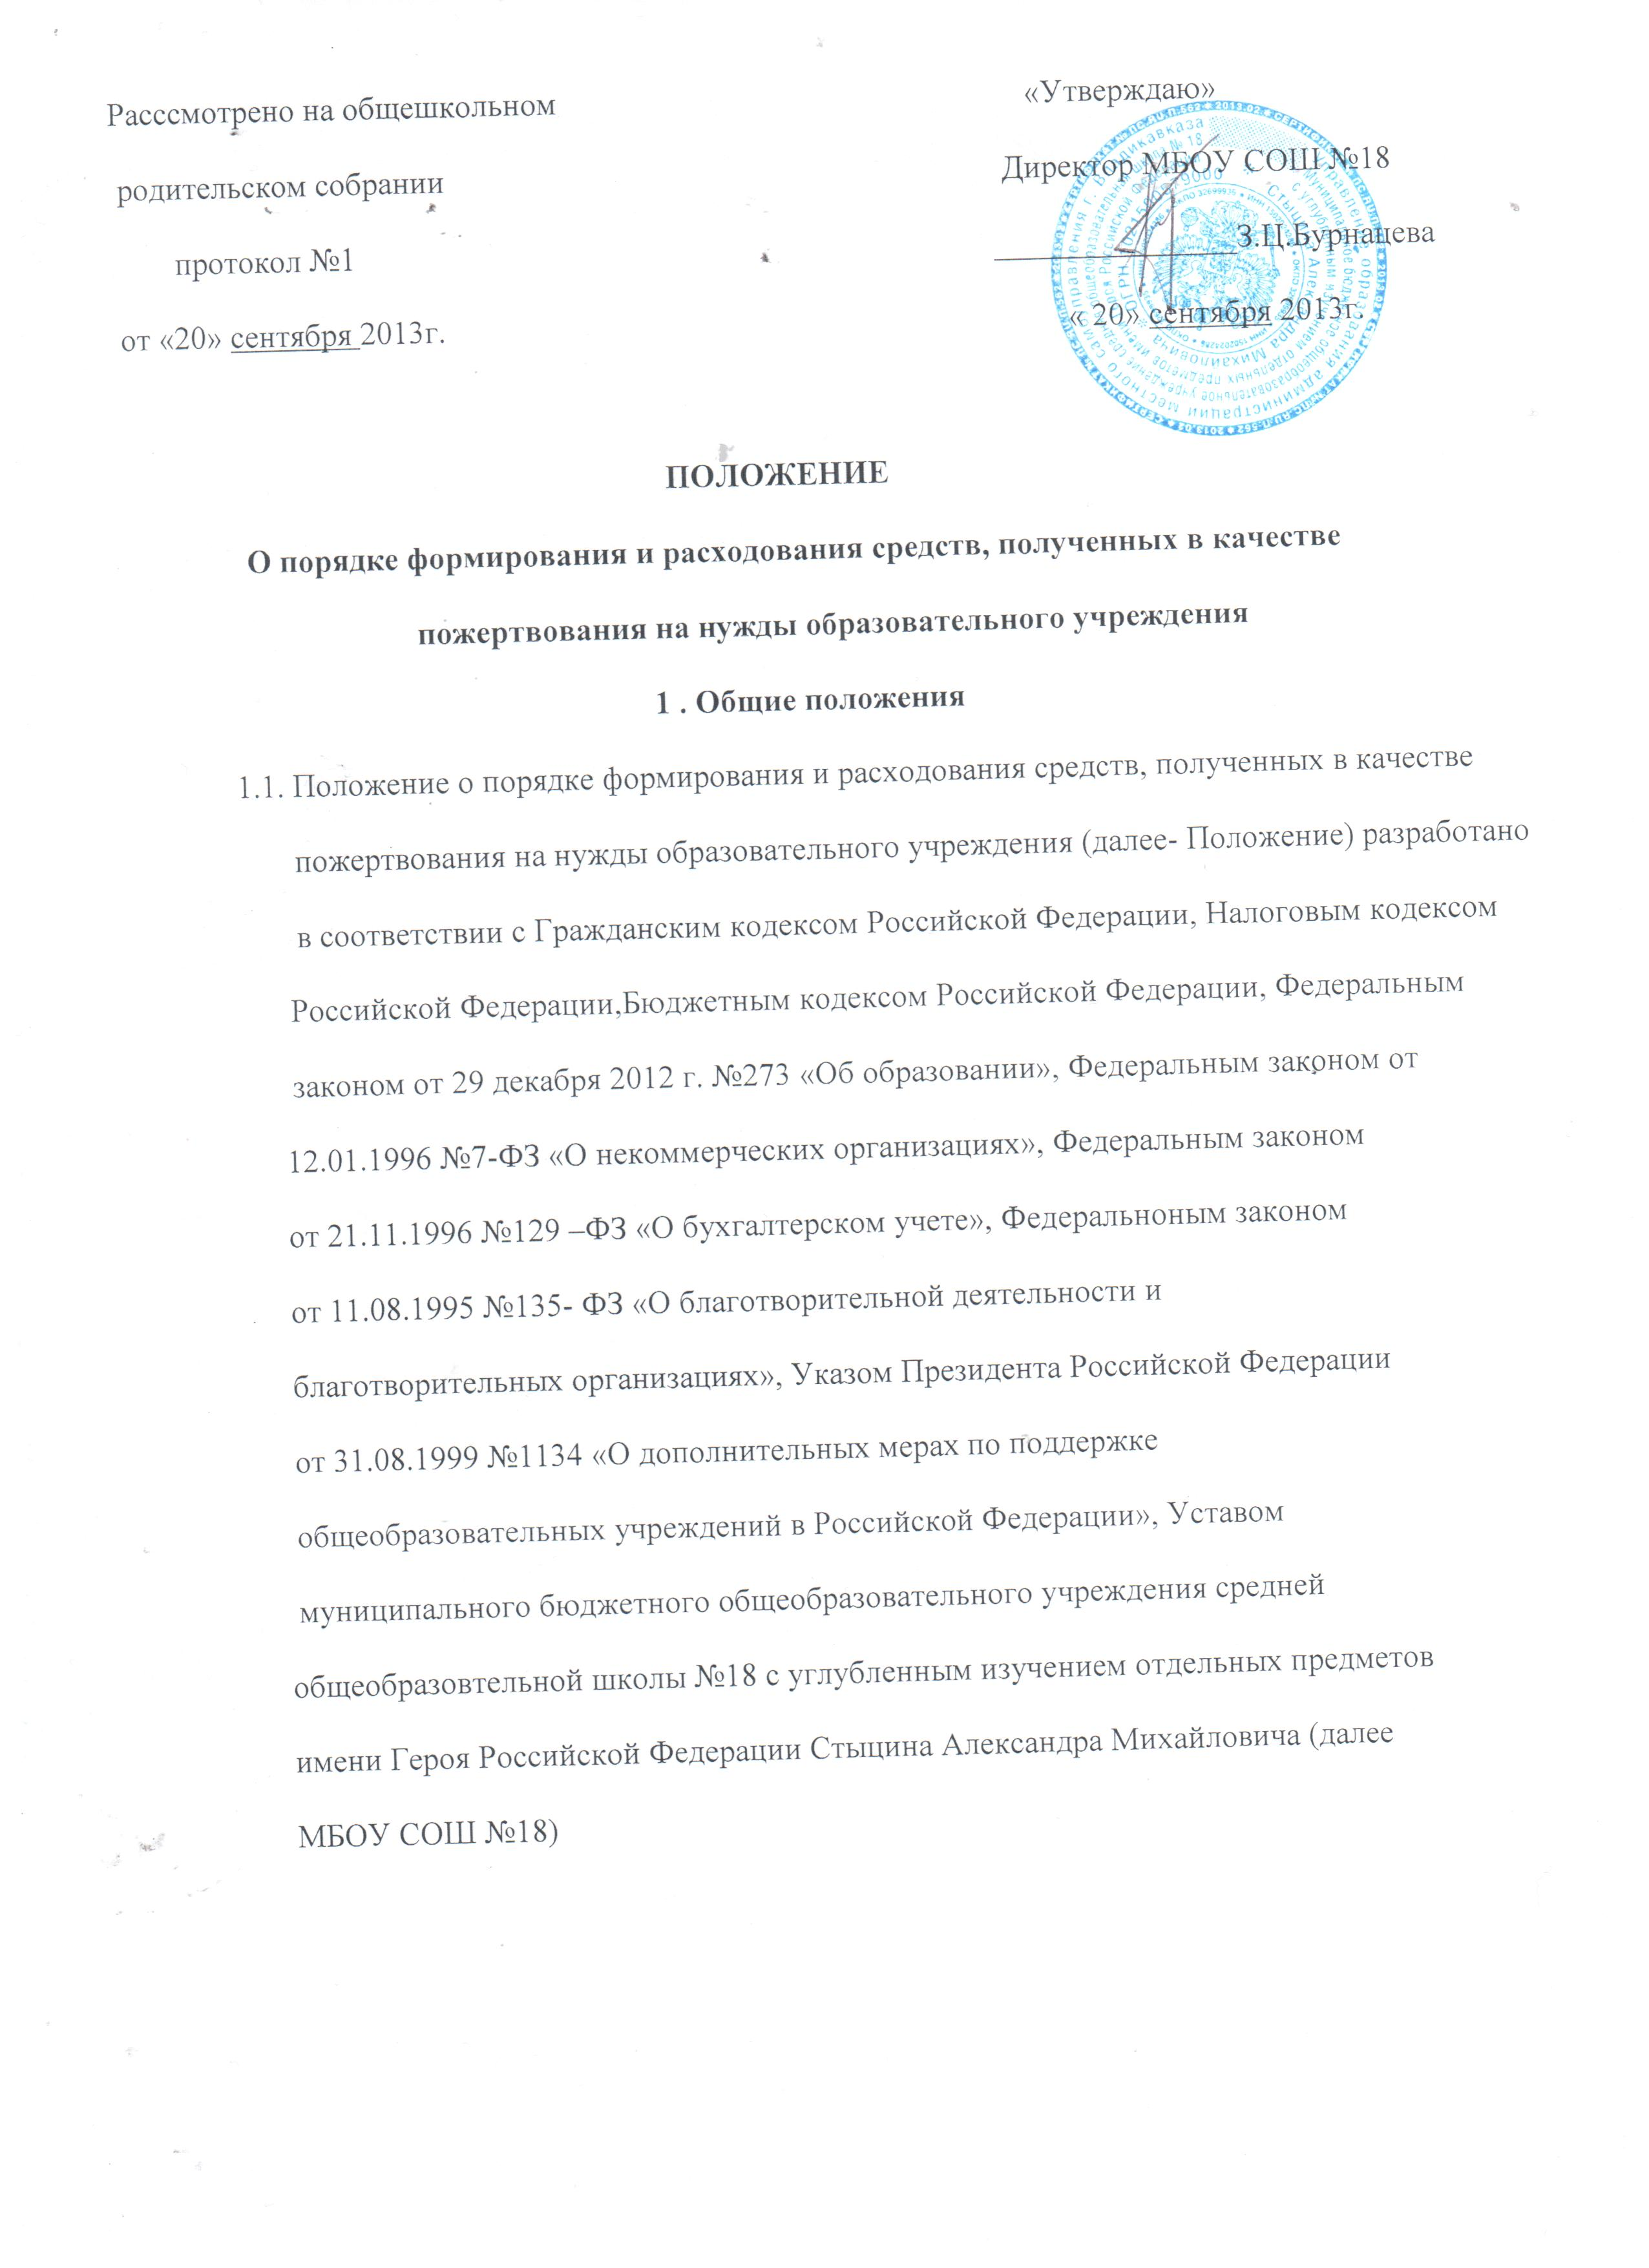 Расссмотрено на общешкольном
родительском собрании
протокол №1
от «20» сентября 2013г.
«Утверждаю»
Директор МБОУ СОШ №18
З.Ц.Бурнацева
« 20» сентября 2013г.
ПОЛОЖЕНИЕ
О порядке формирования и расходования средств, полученных в качестве
пожертвования на нужды образовательного учреждения
1 . Общие положения
1.1. Положение о порядке формирования и расходования средств, полученных в качестве
пожертвования на нужды образовательного учреждения (далее- Положение) разработано
в соответствии с Гражданским кодексом Российской Федерации, Налоговым кодексом
Российской Федерации,Бюджетным кодексом Российской Федерации, Федеральным
законом от 29 декабря 2012 г. №273 «Об образовании», Федеральным законом от
12.01.1996 №7-ФЗ «О некоммерческих организациях», Федеральным законом
от 21.11.1996 №129 –ФЗ «О бухгалтерском учете», Федеральноным законом
от 11.08.1995 №135- ФЗ «О благотворительной деятельности и
благотворительных организациях», Указом Президента Российской Федерации
от 31.08.1999 №1134 «О дополнительных мерах по поддержке
общеобразовательных учреждений в Российской Федерации», Уставом
муниципального бюджетного общеобразовательного учреждения средней
общеобразовтельной школы №18 с углубленным изучением отдельных предметов
имени Героя Российской Федерации Стыцина Александра Михайловича (далее
МБОУ СОШ №18)